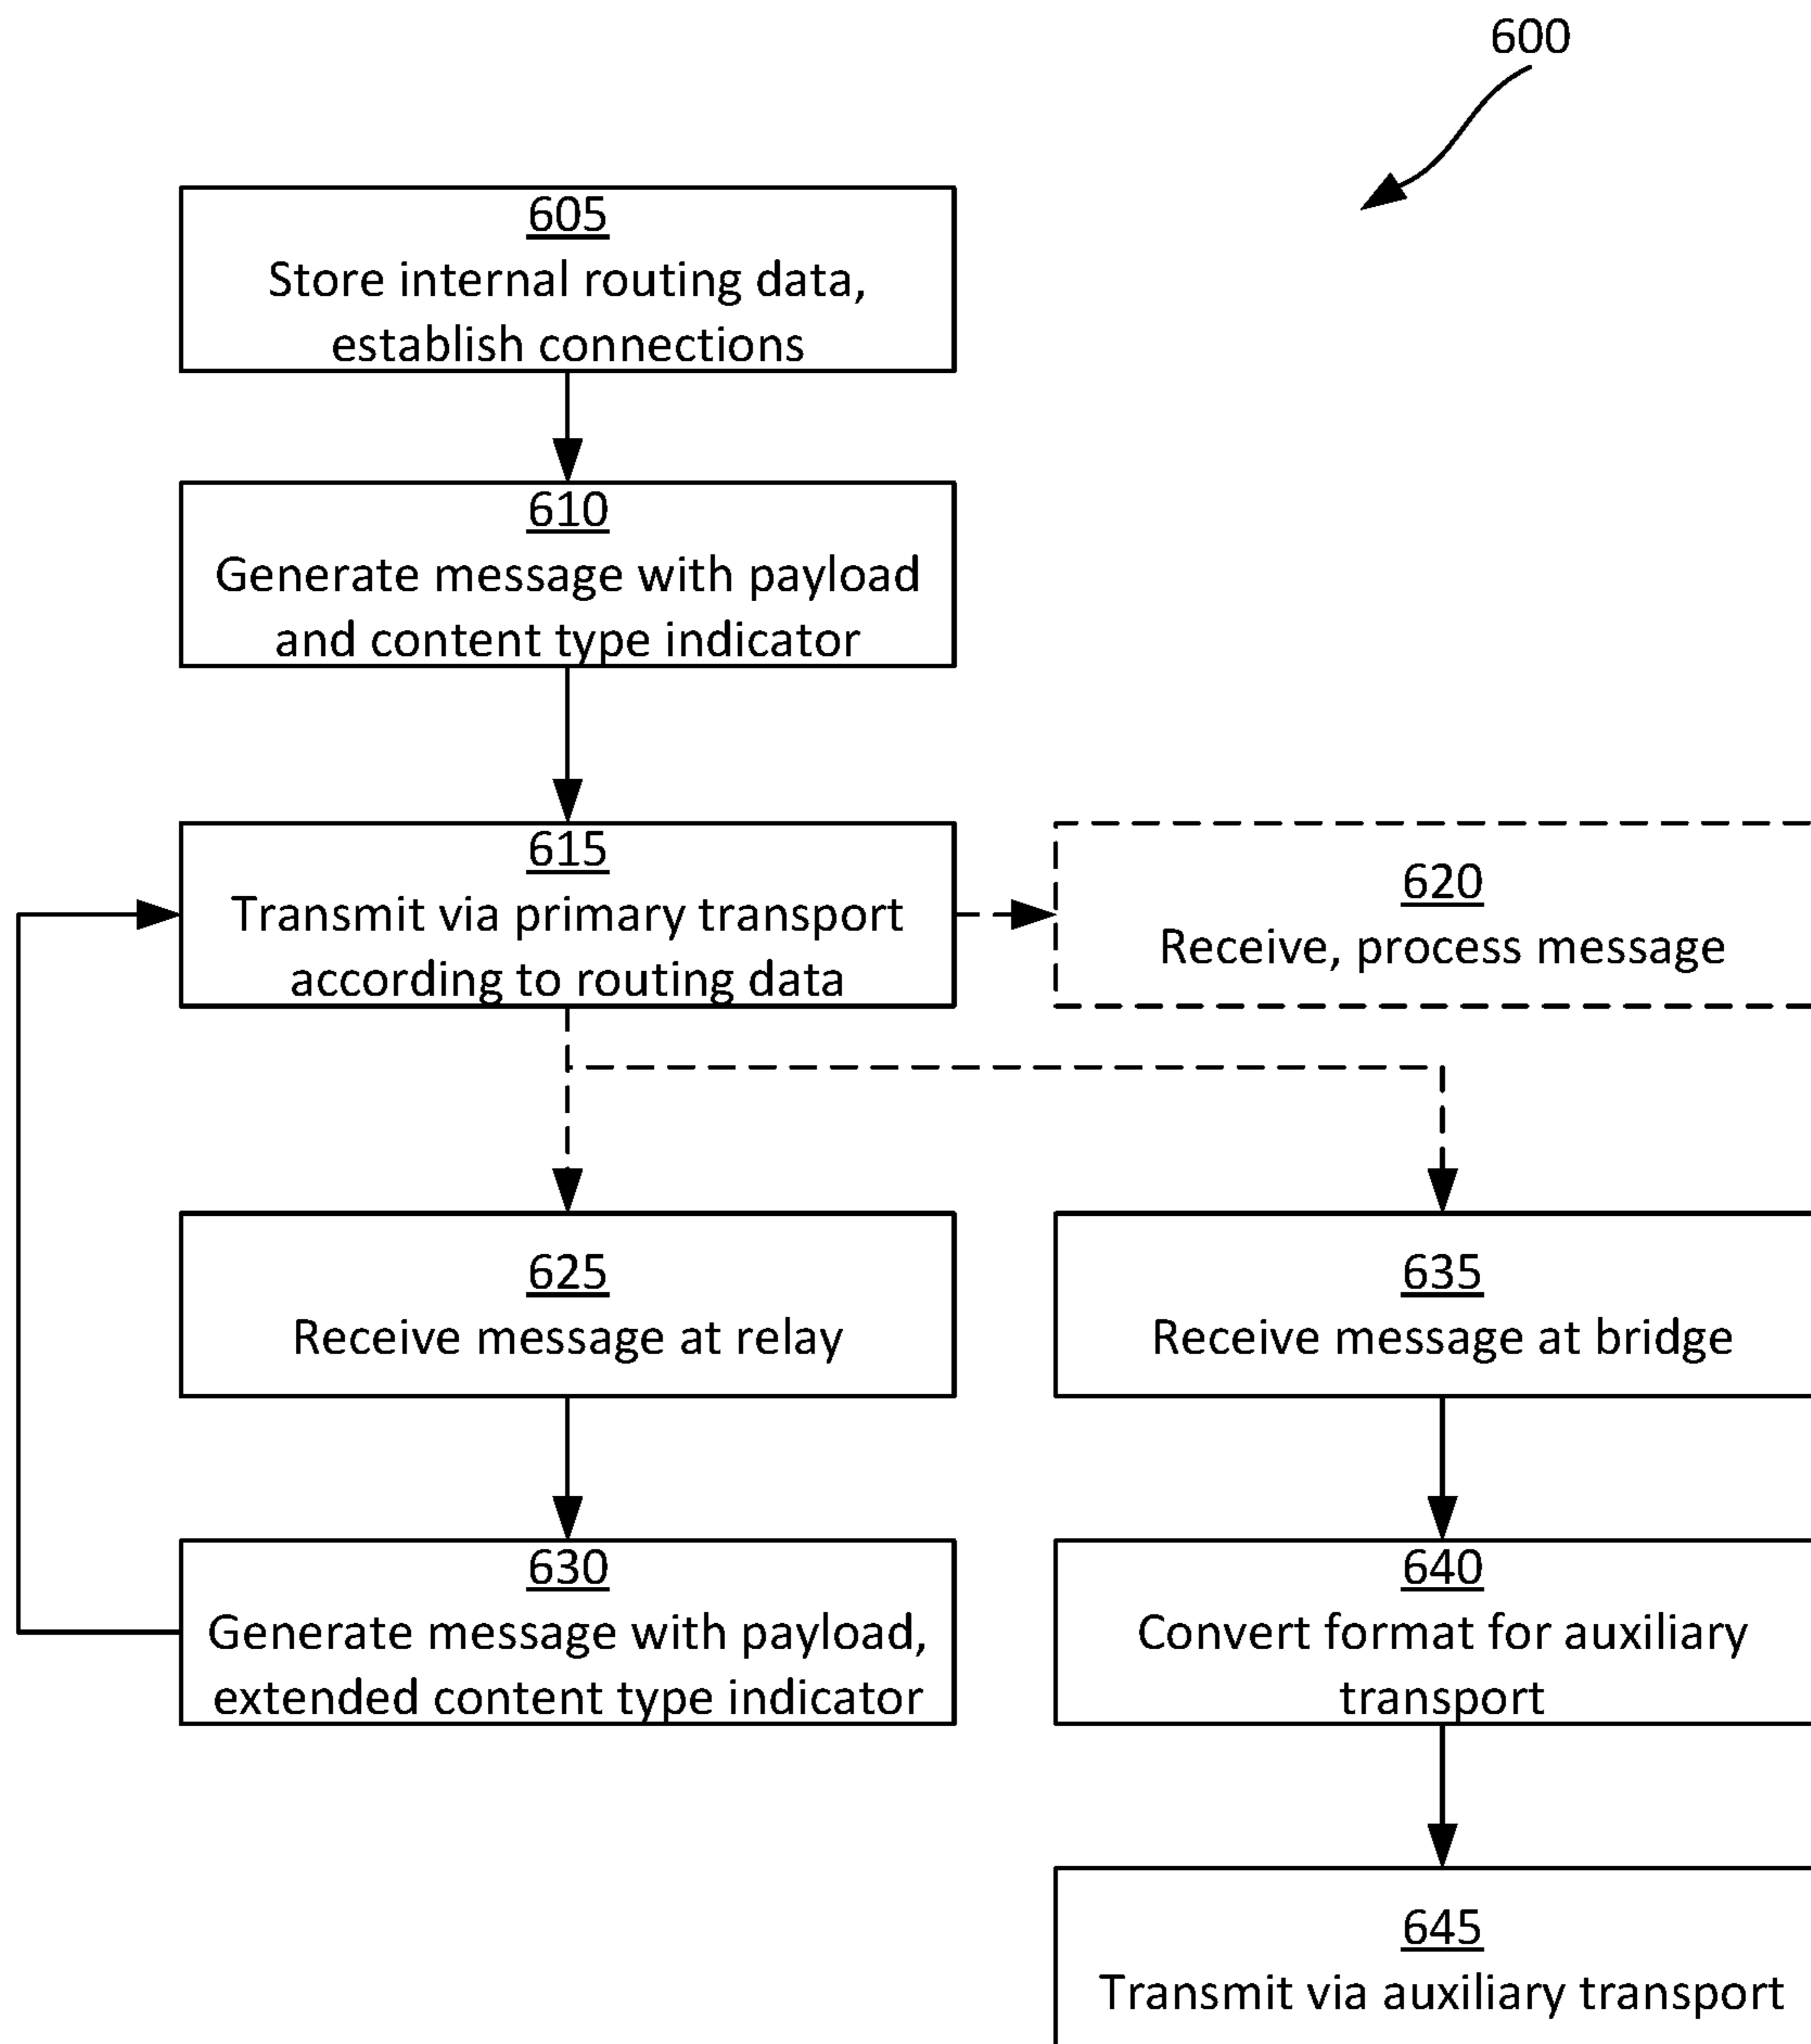 600
605
Store internal routing data,
establish connections
610
Generate message with payload
and content type indicator
615
Transmit via primary transport
according to routing data
620
Receive, process message
625
Receive message at relay
635
Receive message at bridge
630
Generate message with payload,
extended content type indicator
640
Convert format for auxiliary
transport
645
Transmit via auxiliary transport